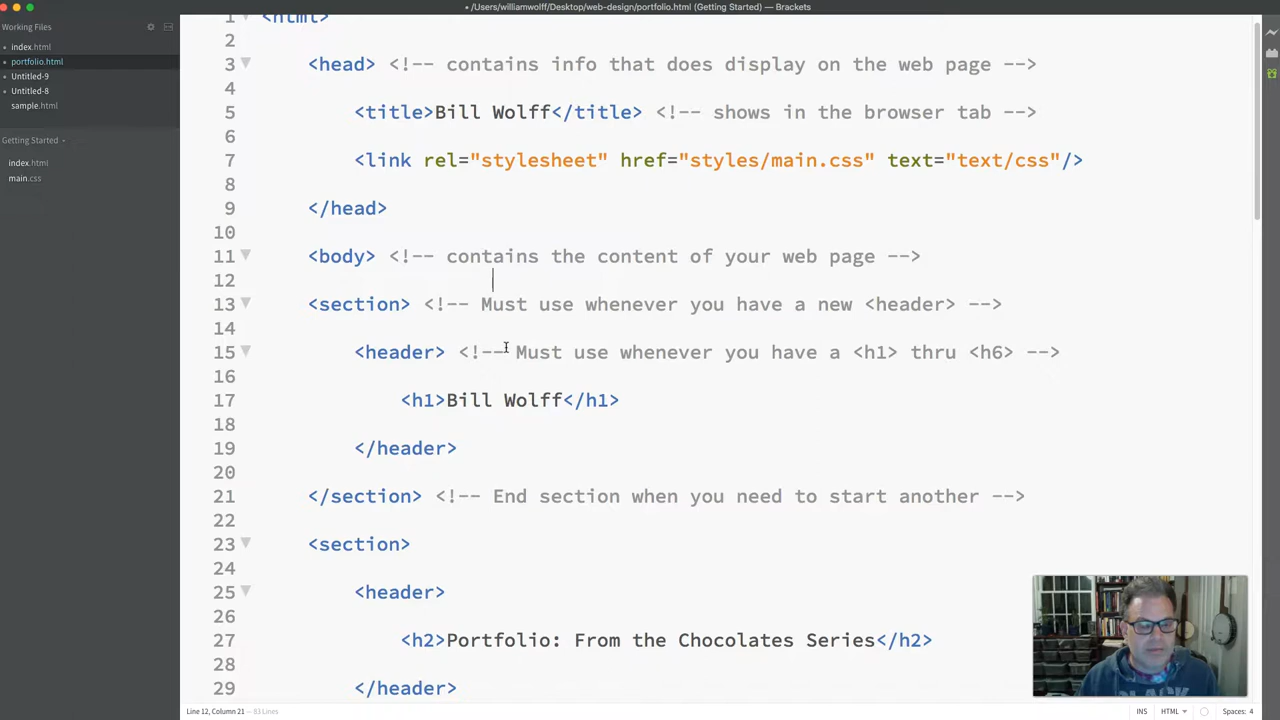 • /Users/williamwolff/Desktop/web-design/portfolio.html (Getting Started) — Brackets
Working Files
• index.html
• portfolio.html
• Untitled-9
• Untitled-8
sample.html
Getting Started
index.html
main.css
1 <html>
2
3 <head> <!-- contains info that does display on the web page -->
4
5 <title>Bill Wolff</title> <!-- shows in the browser tab -->
6
7 <link rel="stylesheet" href="styles/main.css" text="text/css"/>
8
9 </head>
10
11 <body> <!-- contains the content of your web page -->
12
13 <section> <!-- Must use whenever you have a new <header> -->
14
15 <header> <!-- Must use whenever you have a <h1> thru <h6> -->
16
17 <h1>Bill Wolff</h1>
18
19 </header>
20
21 </section> <!-- End section when you need to start another -->
22
23 <section>
24
25 <header>
26
27 <h2>Portfolio: From the Chocolates Series</h2>
28
29 </header>
Line 12, Column 21 — 83 Lines
INS HTML Spaces: 4